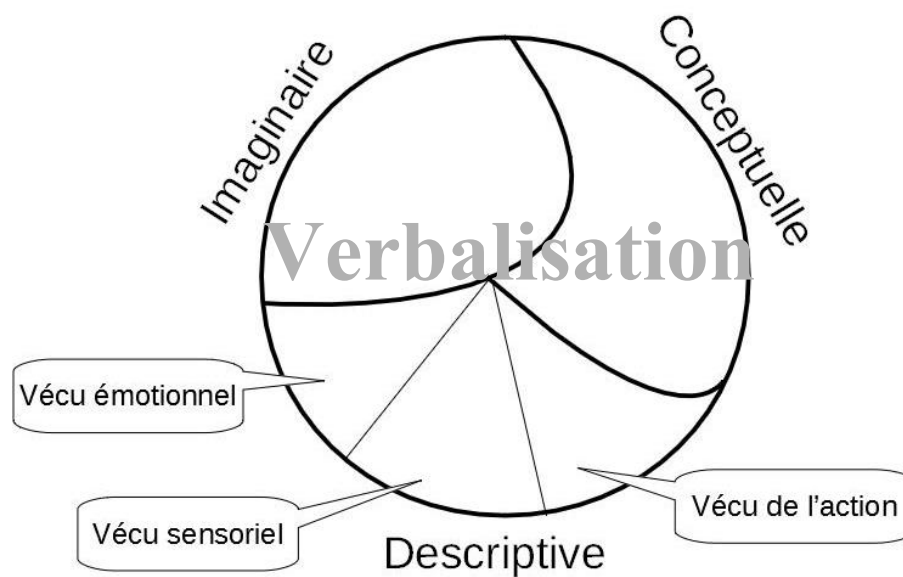 Imaginaire
Conceptuelle
Verbalisation
Vécu émotionnel
Vécu sensoriel
Vécu de l'action
Descriptive